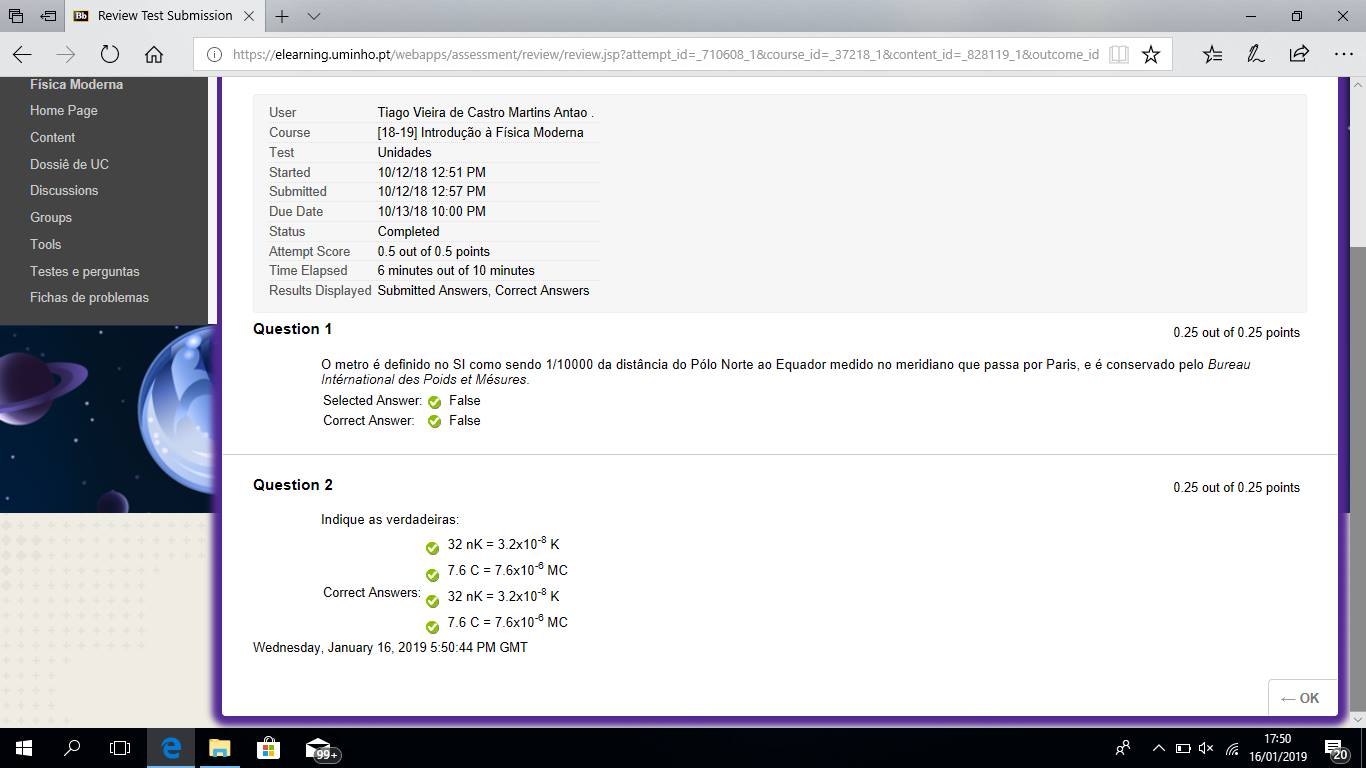 Review Test Submission
https://elearning.uminho.pt/webapps/assessment/review/review.jsp?attempt_id=_710608_1&course_id=_37218_1&content_id=_828119_1&outcome_id
Física Moderna
Home Page
Content
Dossiê de UC
Discussions
Groups
Tools
Testes e perguntas
Fichas de problemas
User Tiago Vieira de Castro Martins Antao .
Course [18-19] Introdução à Física Moderna
Test Unidades
Started 10/12/18 12:51 PM
Submitted 10/12/18 12:57 PM
Due Date 10/13/18 10:00 PM
Status Completed
Attempt Score 0.5 out of 0.5 points
Time Elapsed 6 minutes out of 10 minutes
Results Displayed Submitted Answers, Correct Answers
Question 1 0.25 out of 0.25 points
O metro é definido no SI como sendo 1/10000 da distância do Pólo Norte ao Equador medido no meridiano que passa por Paris, e é conservado pelo Bureau
Intérnational des Poids et Mésures.
Selected Answer: False
Correct Answer: False
Question 2 0.25 out of 0.25 points
Indique as verdadeiras:
32 nK = 3.2x10⁻⁸ K
7.6 C = 7.6x10⁻⁶ MC
Correct Answers: 32 nK = 3.2x10⁻⁸ K
7.6 C = 7.6x10⁻⁶ MC
Wednesday, January 16, 2019 5:50:44 PM GMT
← OK
99+
17:50
16/01/2019
20